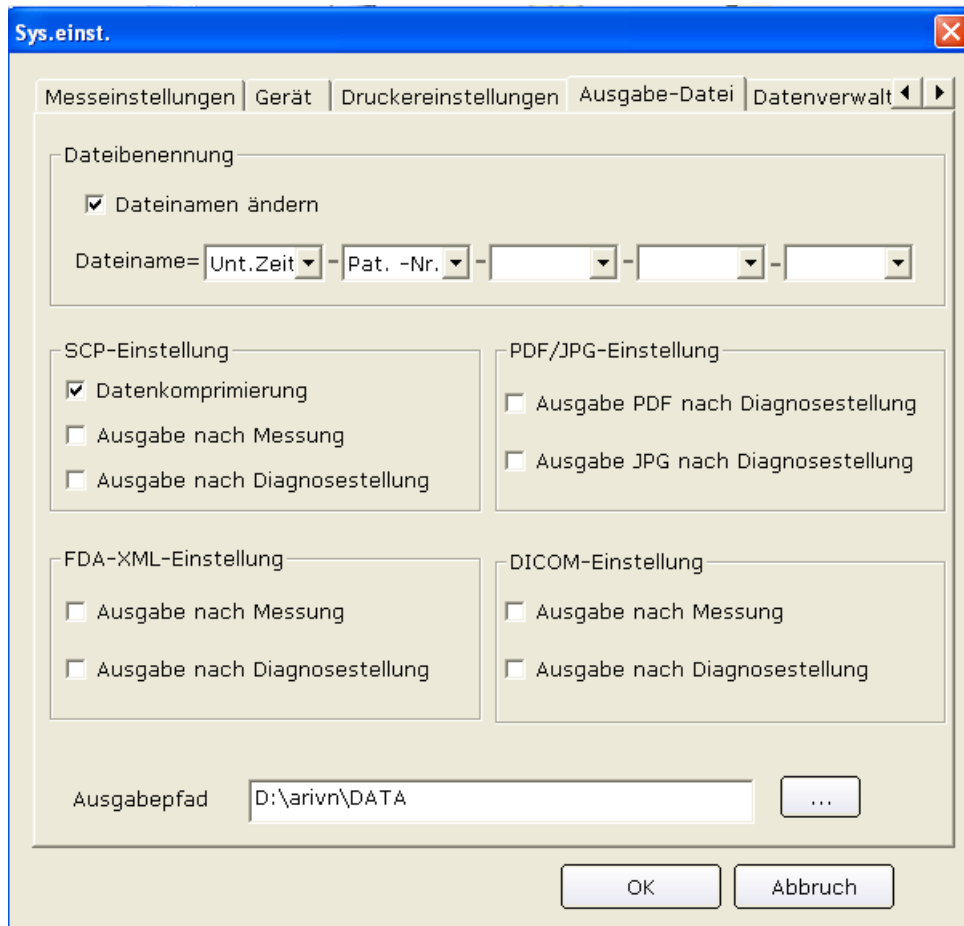 Sys.einst.
Messeinstellungen Gerät Druckereinstellungen Ausgabe-Datei Datenverwalt
Dateibenennung
Dateinamen ändern
Dateiname= Unt.Zeit - Pat. -Nr. - - -
SCP-Einstellung
Datenkomprimierung
Ausgabe nach Messung
Ausgabe nach Diagnosestellung
PDF/JPG-Einstellung
Ausgabe PDF nach Diagnosestellung
Ausgabe JPG nach Diagnosestellung
FDA-XML-Einstellung
Ausgabe nach Messung
Ausgabe nach Diagnosestellung
DICOM-Einstellung
Ausgabe nach Messung
Ausgabe nach Diagnosestellung
Ausgabepfad D:\arivn\DATA ...
OK Abbruch